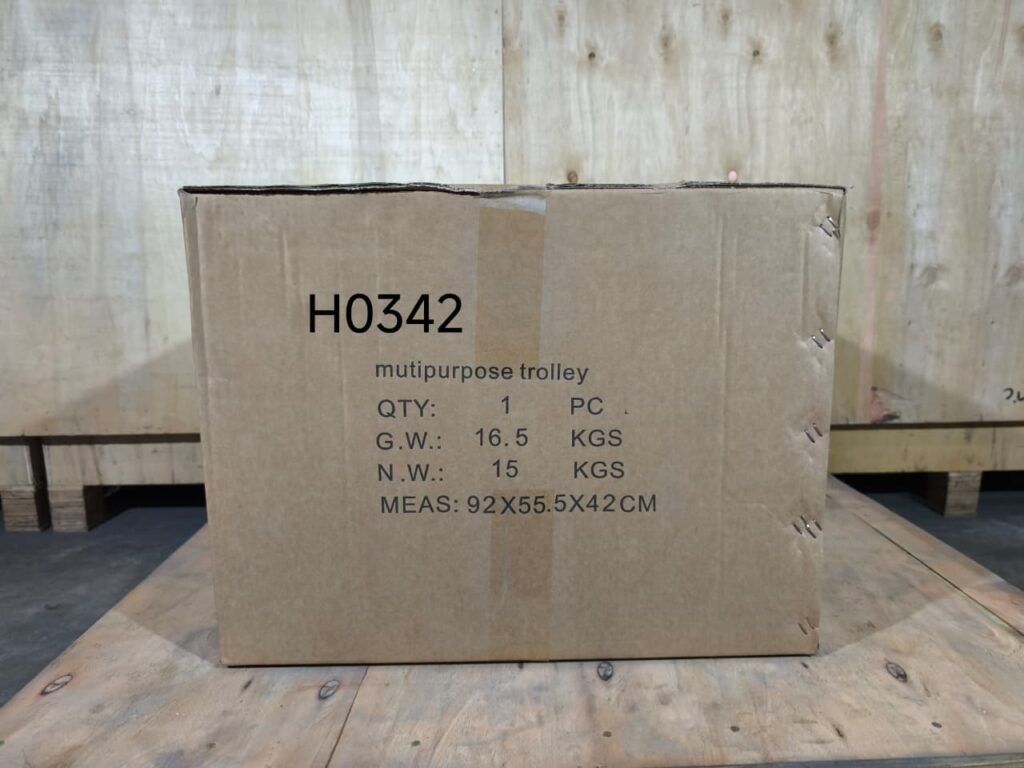 H0342
mutipurpose trolley
QTY: 1 PC .
G.W.: 16.5 KGS
N.W.: 15 KGS
MEAS: 92X55.5X42CM